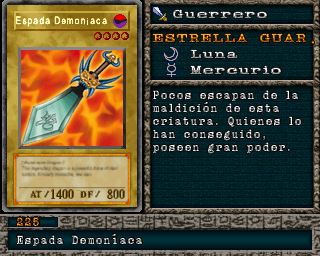 Espada Demoníaca
AT/1400 DF/ 800
Guerrero
ESTRELLA GUAR.
Luna
Mercurio
Pocos escapan de la
maldición de esta
criatura. Quienes lo
han conseguido,
poseen gran poder.
225
Espada Demoníaca